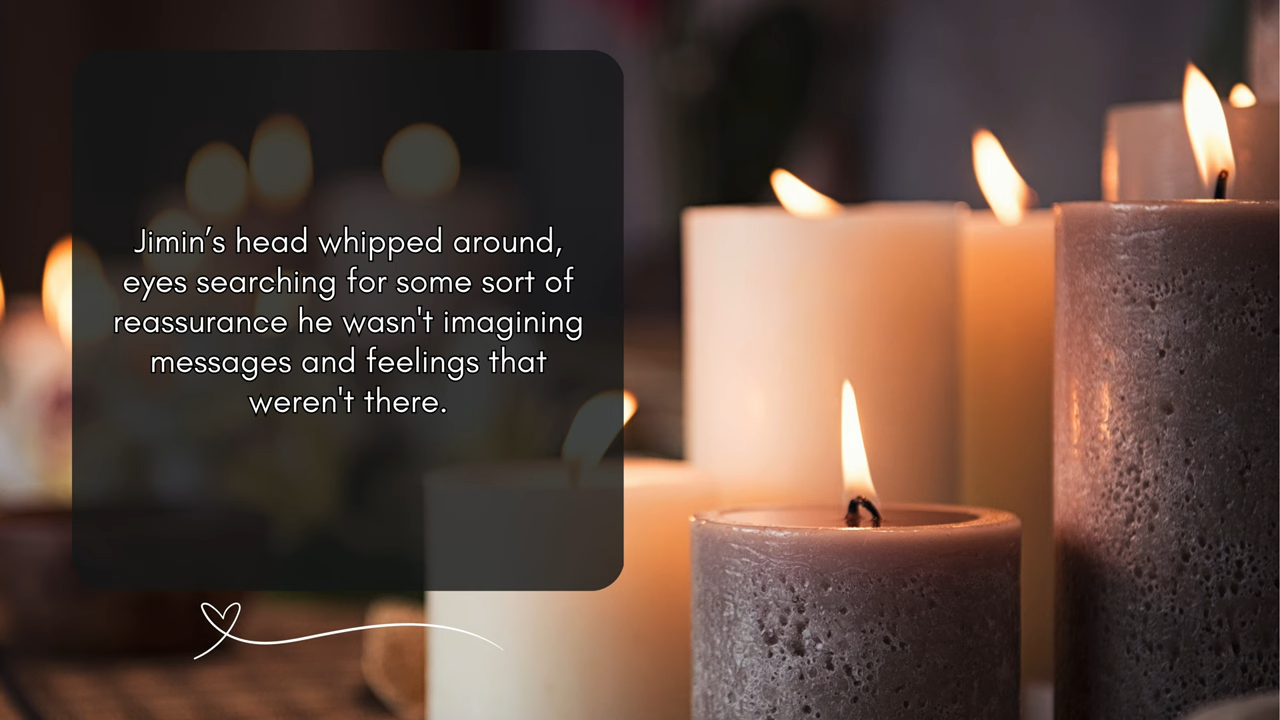 Jimin’s head whipped around,
eyes searching for some sort of
reassurance he wasn't imagining
messages and feelings that
weren't there.